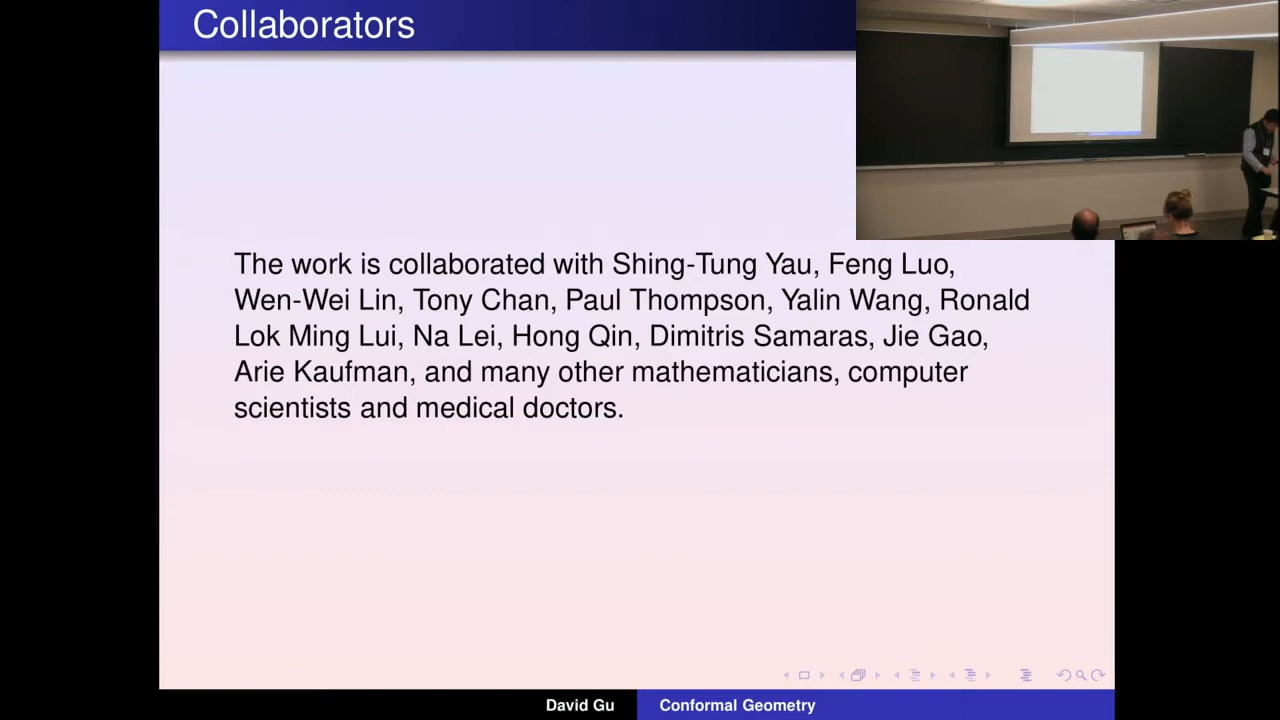 Collaborators
The work is collaborated with Shing-Tung Yau, Feng Luo,
Wen-Wei Lin, Tony Chan, Paul Thompson, Yalin Wang, Ronald
Lok Ming Lui, Na Lei, Hong Qin, Dimitris Samaras, Jie Gao,
Arie Kaufman, and many other mathematicians, computer
scientists and medical doctors.
David Gu
Conformal Geometry